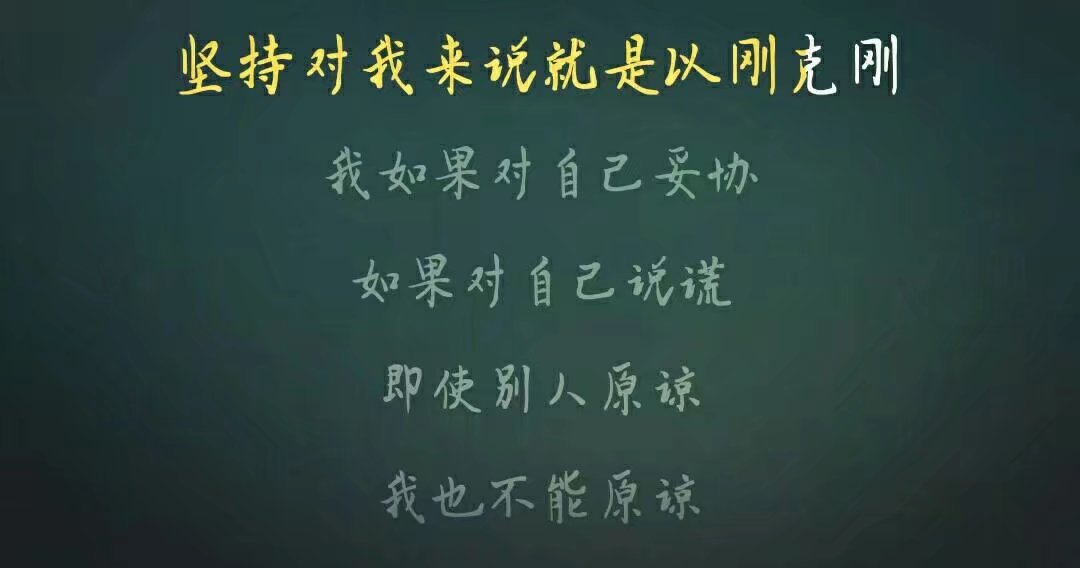 坚持对我来说就是以刚克刚
我如果对自己妥协
如果对自己说谎
即使别人原谅
我也不能原谅